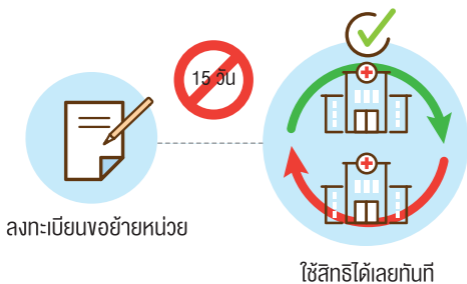 15 วัน
ลงทะเบียนขอย้ายหน่วย
ใช้สิทธิได้เลยทันที